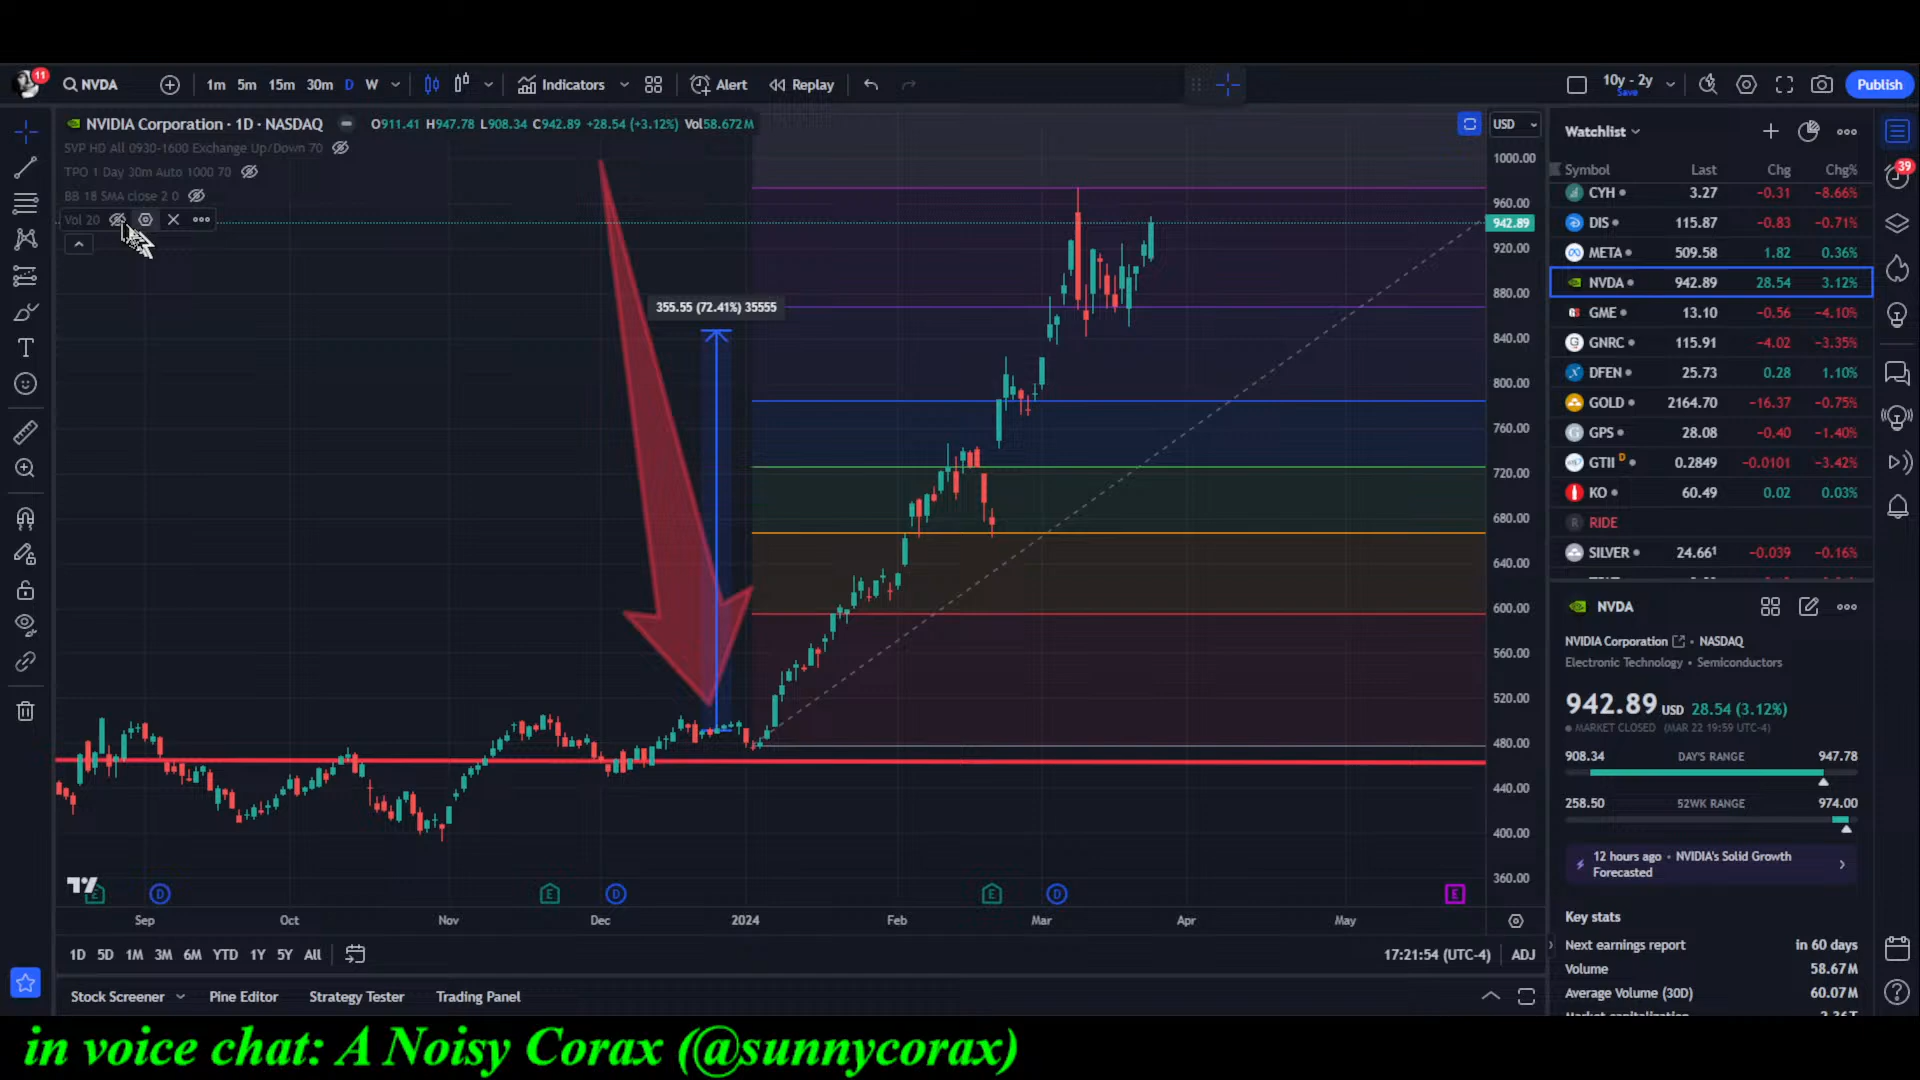 11
NVDA
1m 5m 15m 30m D W
Indicators
Alert
Replay
10y - 2y
Save
Publish
NVIDIA Corporation · 1D · NASDAQ
O911.41 H947.78 L908.34 C942.89 +28.54 (+3.12%) Vol58.672M
SVP HD All 0930-1600 Exchange Up/Down 70
TPO 1 Day 30m Auto 1000 70
BB 18 SMA close 2 0
Vol 20
355.55 (72.41%) 35555
USD
1000.00
960.00
942.89
920.00
880.00
840.00
800.00
760.00
720.00
680.00
640.00
600.00
560.00
520.00
480.00
440.00
400.00
360.00
E D E D E D E
Sep Oct Nov Dec 2024 Feb Mar Apr May
1D 5D 1M 3M 6M YTD 1Y 5Y All
17:21:54 (UTC-4) ADJ
Stock Screener
Pine Editor
Strategy Tester
Trading Panel
Watchlist
39
Symbol Last Chg Chg%
CYH 3.27 −0.31 −8.66%
DIS 115.87 −0.83 −0.71%
META 509.58 1.82 0.36%
NVDA 942.89 28.54 3.12%
GME 13.10 −0.56 −4.10%
GNRC 115.91 −4.02 −3.35%
DFEN 25.73 0.28 1.10%
GOLD 2164.70 −16.37 −0.75%
GPS 28.08 −0.40 −1.40%
GTII D 0.2849 −0.0101 −3.42%
KO 60.49 0.02 0.03%
R RIDE
SILVER 24.66¹ −0.039 −0.16%
NVDA
NVIDIA Corporation • NASDAQ
Electronic Technology • Semiconductors
942.89 USD 28.54 (3.12%)
MARKET CLOSED (MAR 22 19:59 UTC-4)
908.34 DAY'S RANGE 947.78
258.50 52WK RANGE 974.00
12 hours ago • NVIDIA's Solid Growth
Forecasted
Key stats
Next earnings report in 60 days
Volume 58.67M
Average Volume (30D) 60.07M
in voice chat: A Noisy Corax (@sunnycorax)